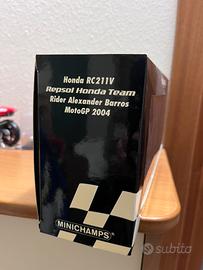 Honda RC211V
Repsol Honda Team
Rider Alexander Barros
MotoGP 2004
MINICHAMPS®
subito